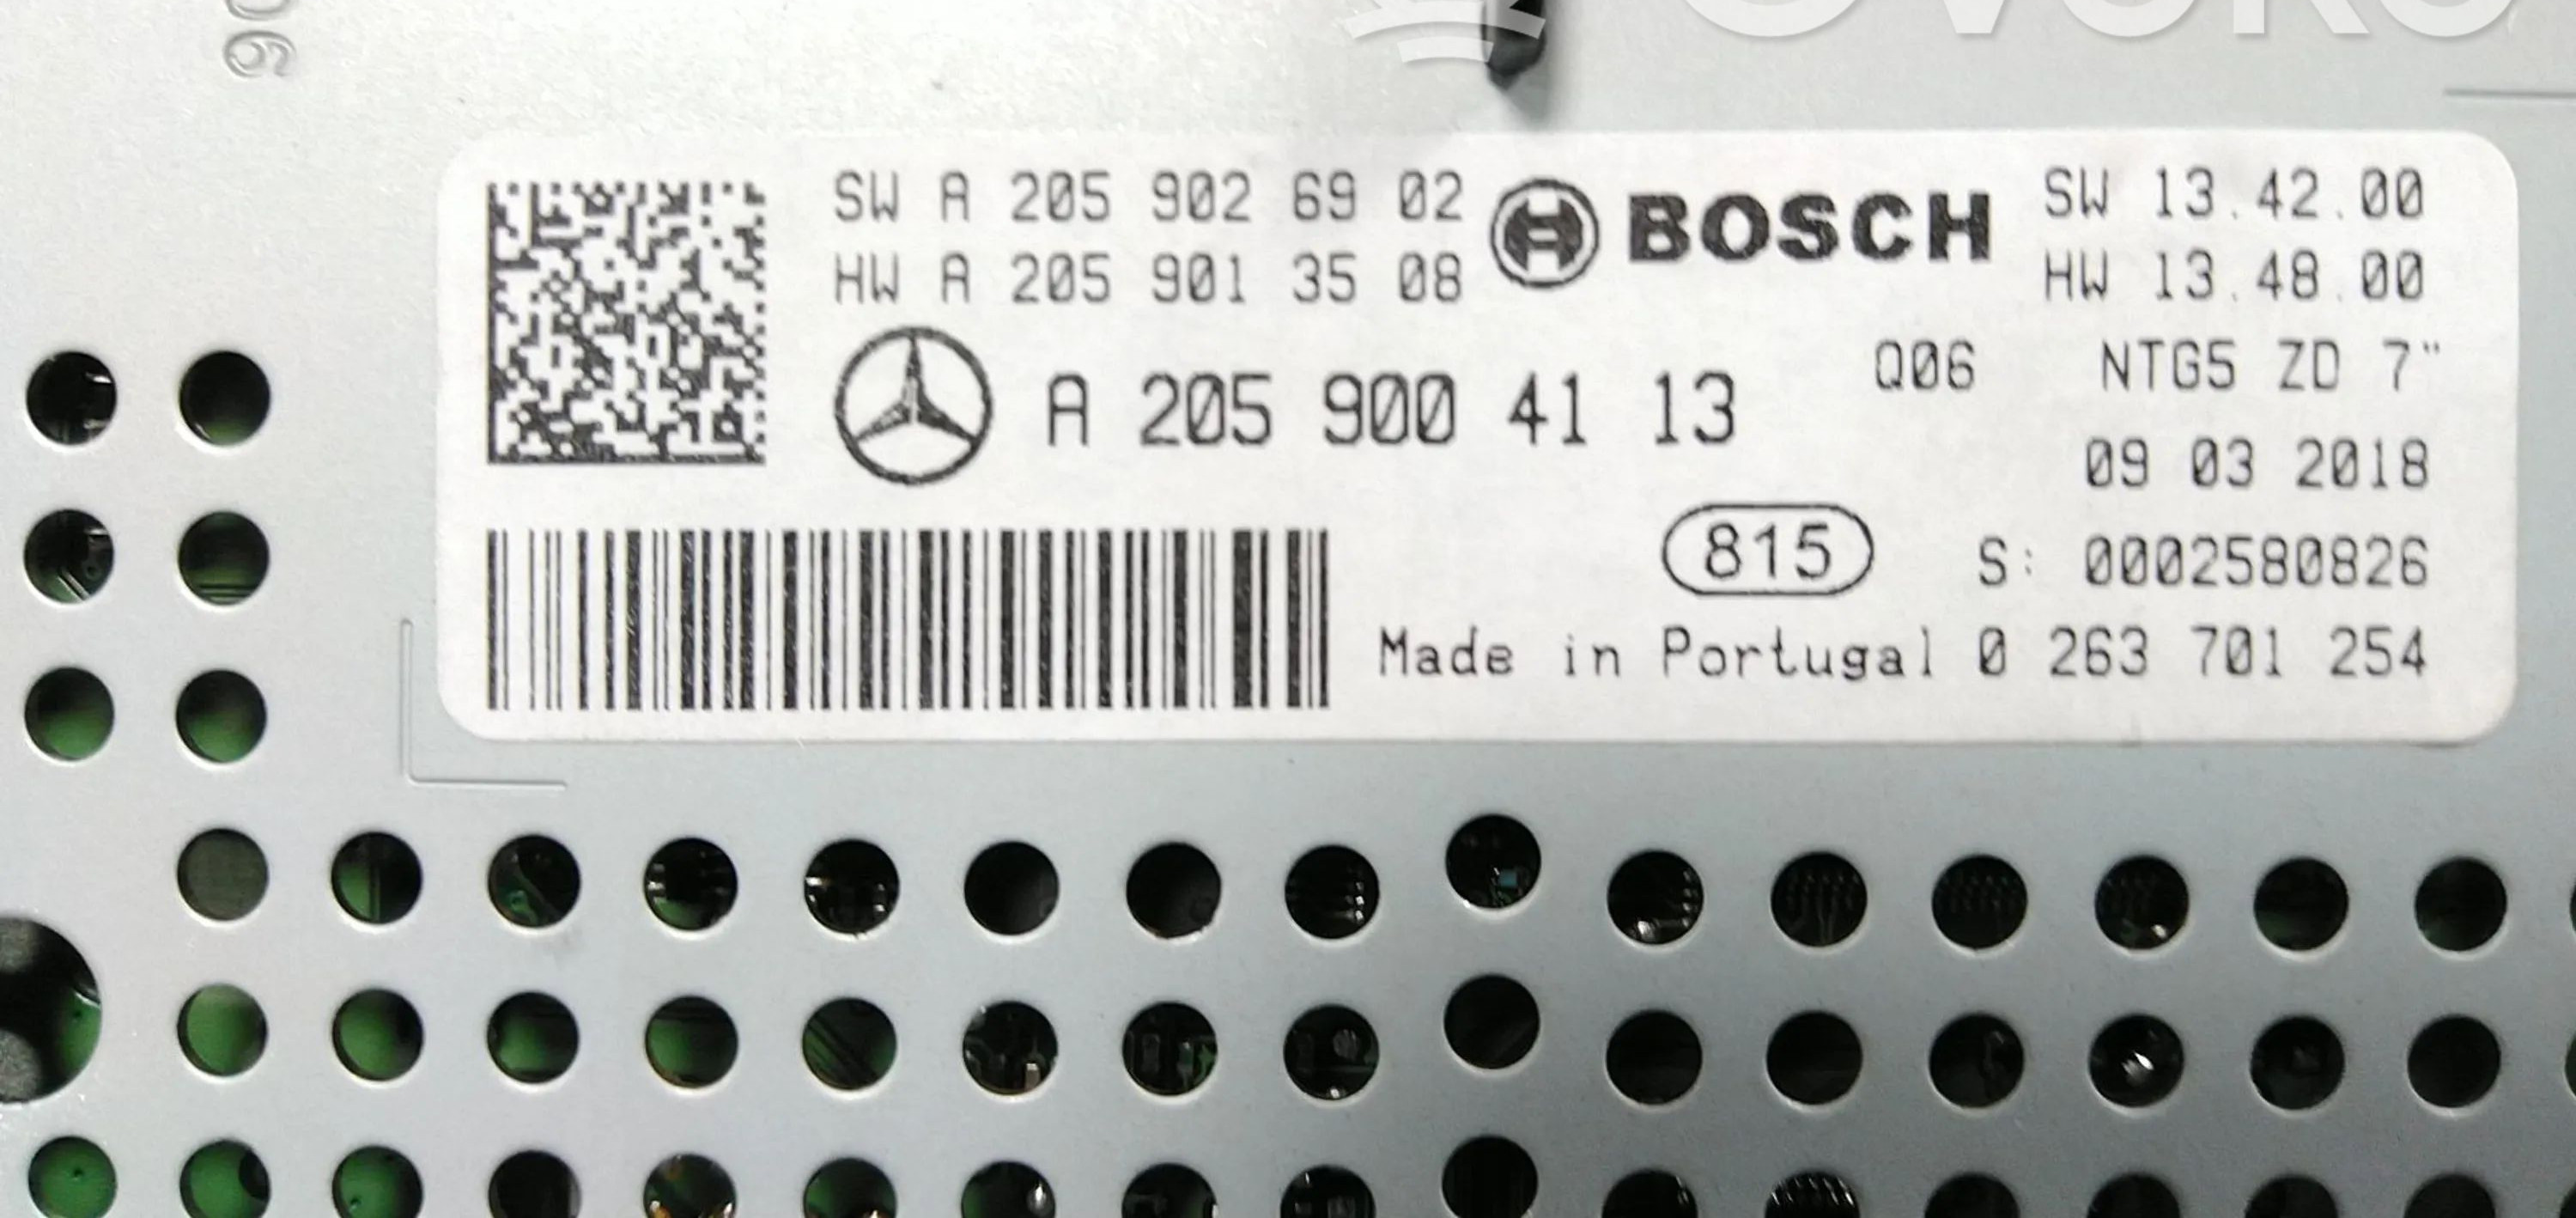 90
SW A 205 902 69 02
HW A 205 901 35 08
BOSCH
SW 13.42.00
HW 13.48.00
A 205 900 41 13
Q06 NTG5 ZD 7"
09 03 2018
815
S: 0002580826
Made in Portugal 0 263 701 254